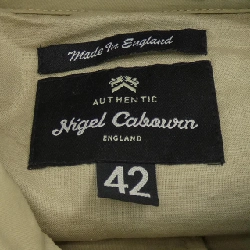 Made In England
AUTHENTIC
Nigel Cabourn
ENGLAND
42